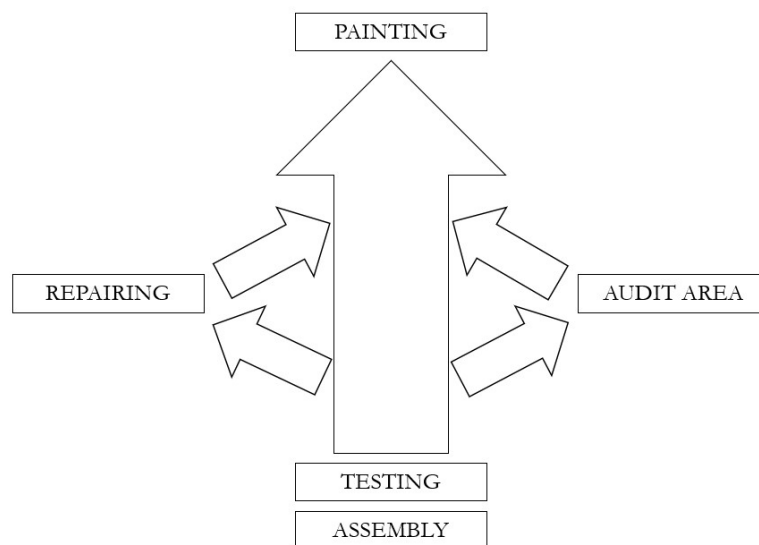 PAINTING
REPAIRING
AUDIT AREA
TESTING
ASSEMBLY